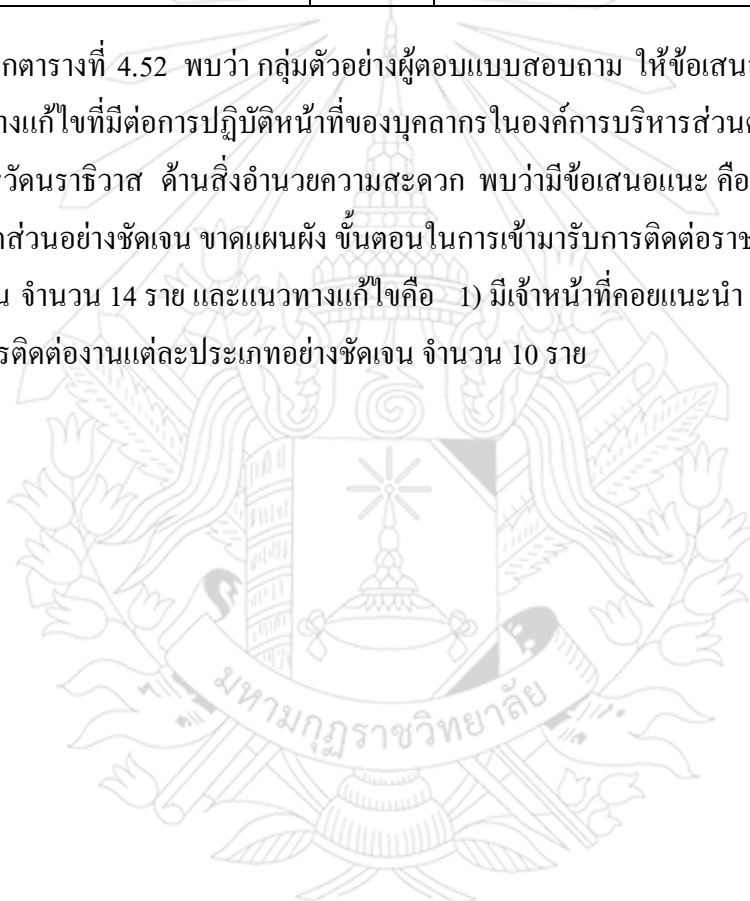 กตารางที่ 4.52 พบว่า กลุ่มตัวอย่างผู้ตอบแบบสอบถาม ให้ข้อเสน
างแก้ไขที่มีต่อการปฏิบัติหน้าที่ของบุคลากรในองค์การบริหารส่วนต
วัดนราธิวาส ด้านสิ่งอำนวยความสะดวก พบว่ามีข้อเสนอแนะ คือ
ส่วนอย่างชัดเจน ขาดแผนผัง ขั้นตอนในการเข้ามารับการติดต่อราช
น จำนวน 14 ราย และแนวทางแก้ไขคือ 1) มีเจ้าหน้าที่คอยแนะนำ
รติดต่องานแต่ละประเภทอย่างชัดเจน จำนวน 10 ราย
มหามกุฏราชวิทยาลัย